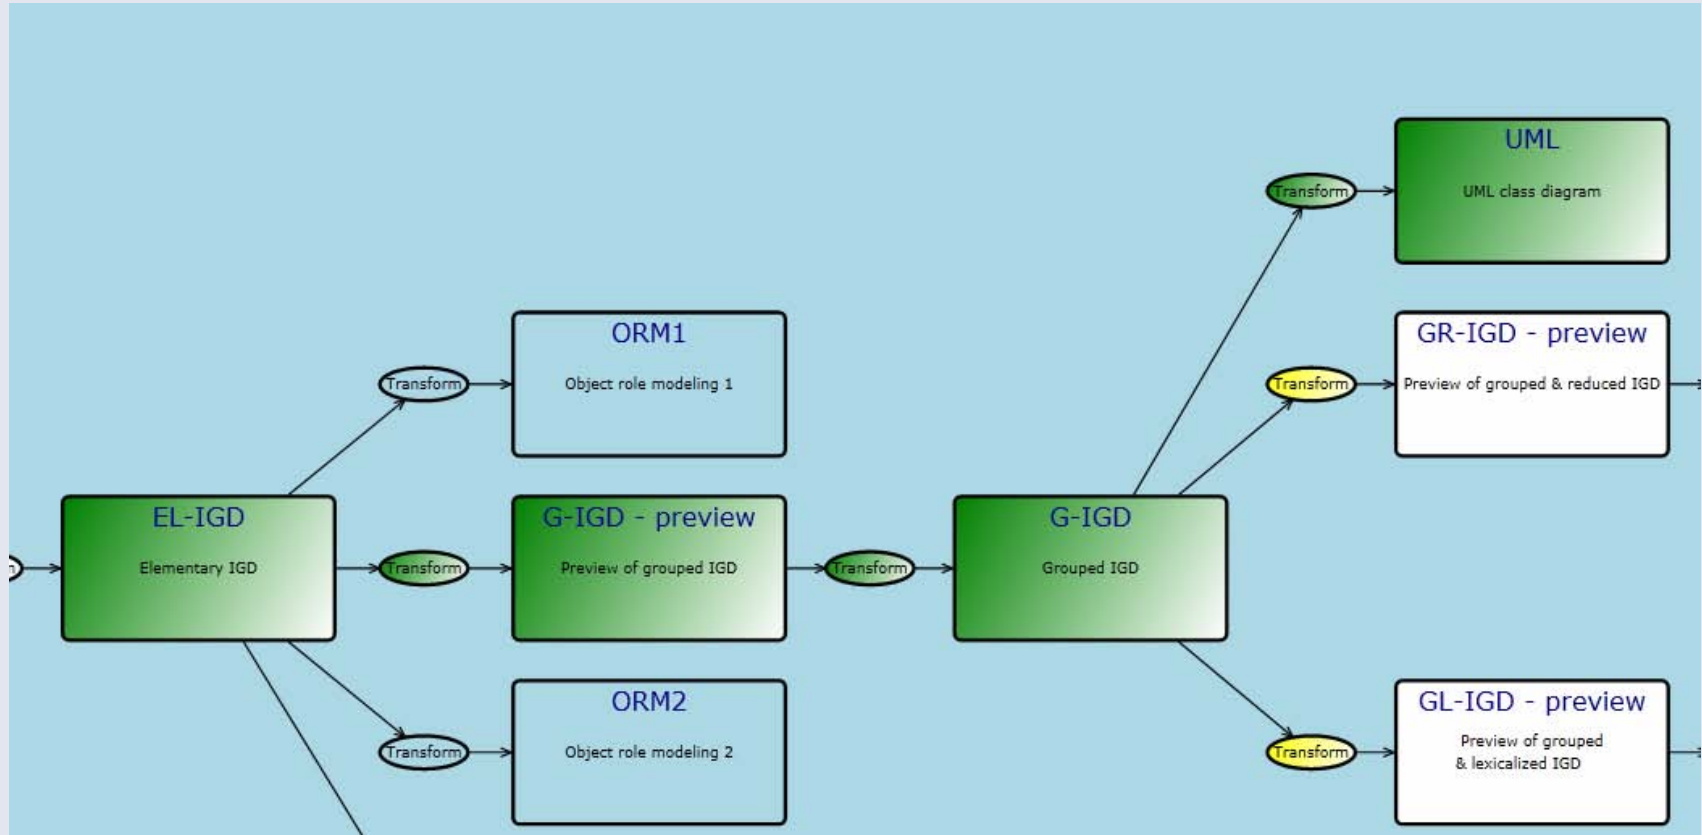 UML
Transform
UML class diagram
ORM1
GR-IGD - preview
Transform
Object role modeling 1
Transform
Preview of grouped & reduced IGD
EL-IGD
G-IGD - preview
G-IGD
Elementary IGD
Transform
Preview of grouped IGD
Transform
Grouped IGD
ORM2
GL-IGD - preview
Transform
Object role modeling 2
Transform
Preview of grouped
& lexicalized IGD